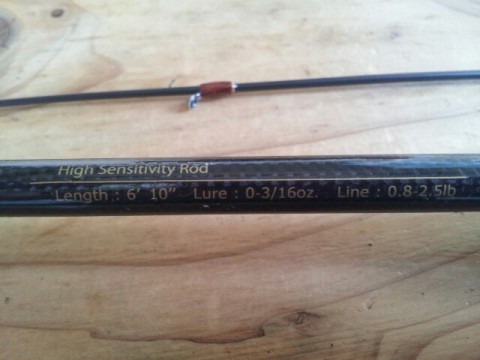 High Sensitivity Rod
Length : 6' 10" Lure : 0-3/16oz. Line : 0.8-2.5lb